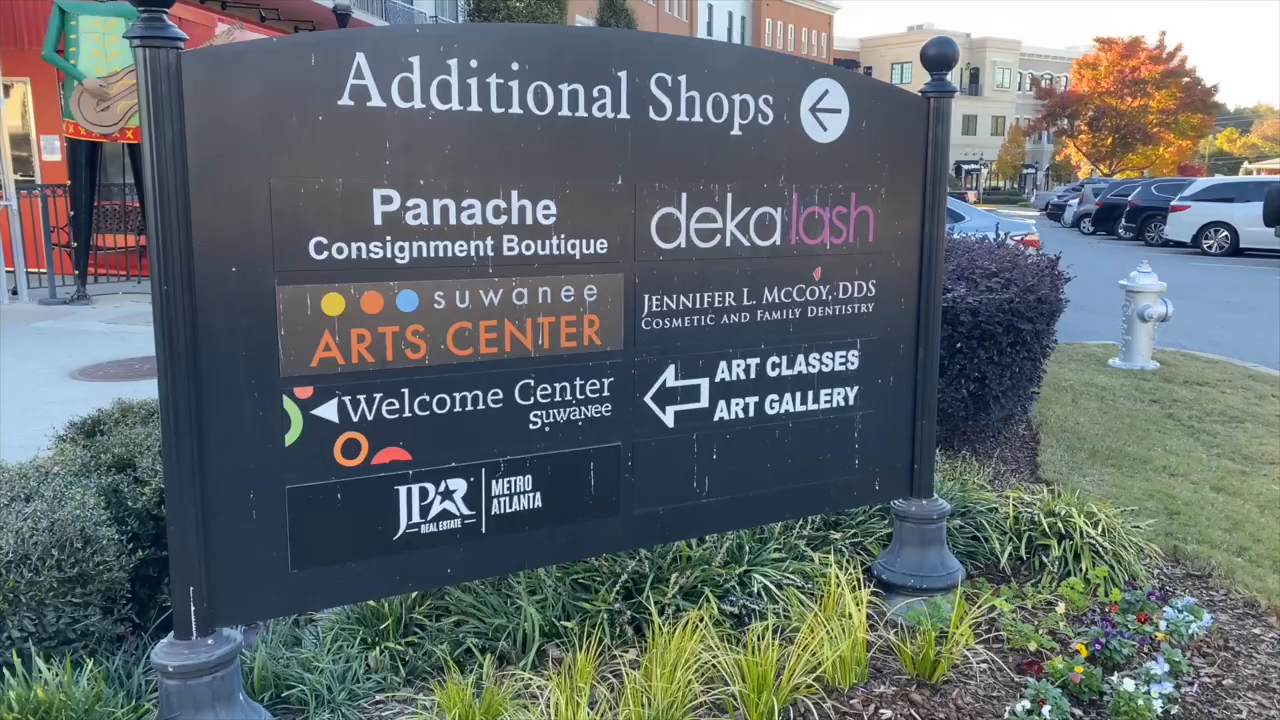 Additional Shops
Panache
Consignment Boutique
deka lash
suwanee
ARTS CENTER
JENNIFER L. MCCOY, DDS
COSMETIC AND FAMILY DENTISTRY
Welcome Center
Suwanee
ART CLASSES
ART GALLERY
JPAR
REAL ESTATE
METRO
ATLANTA